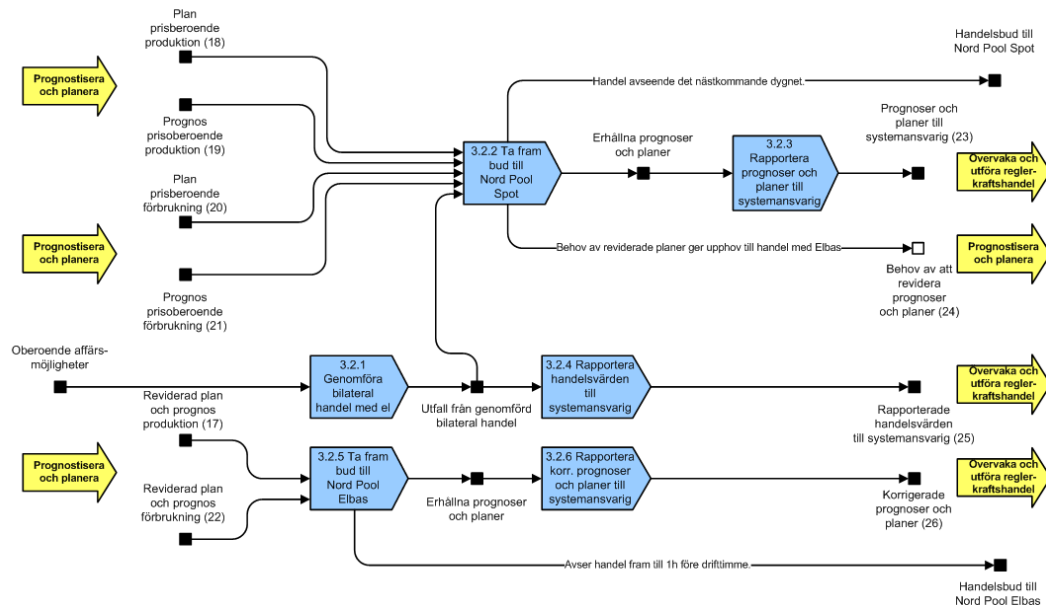 Plan
prisberoende
produktion (18)
Handelsbud till
Nord Pool Spot
Prognostisera
och planera
Handel avseende det nästkommande dygnet.
Prognos
prisoberoende
produktion (19)
Prognoser och
planer till
systemansvarig (23)
3.2.2 Ta fram
bud till
Nord Pool
Spot
Erhållna prognoser
och planer
3.2.3
Rapportera
prognoser och
planer till
systemansvarig
Övervaka och
utföra regler-
kraftshandel
Plan
prisberoende
förbrukning (20)
Prognostisera
och planera
Behov av reviderade planer ger upphov till handel med Elbas
Prognostisera
och planera
Prognos
prisoberoende
förbrukning (21)
Behov av att
revidera
prognoser
och planer (24)
Oberoende affärs-
möjligheter
3.2.1
Genomföra
bilateral
handel med el
Utfall från genomförd
bilateral handel
3.2.4 Rapportera
handelsvärden
till
systemansvarig
Rapporterade
handelsvärden
till systemansvarig (25)
Övervaka och
utföra regler-
kraftshandel
Reviderad plan
och prognos
produktion (17)
Prognostisera
och planera
3.2.5 Ta fram
bud till
Nord Pool
Elbas
Erhållna prognoser
och planer
3.2.6 Rapportera
korr. prognoser
och planer till
systemansvarig
Korrigerade
prognoser och
planer (26)
Övervaka och
utföra regler-
kraftshandel
Reviderad plan
och prognos
förbrukning (22)
Avser handel fram till 1h före drifttimme.
Handelsbud till
Nord Pool Elbas